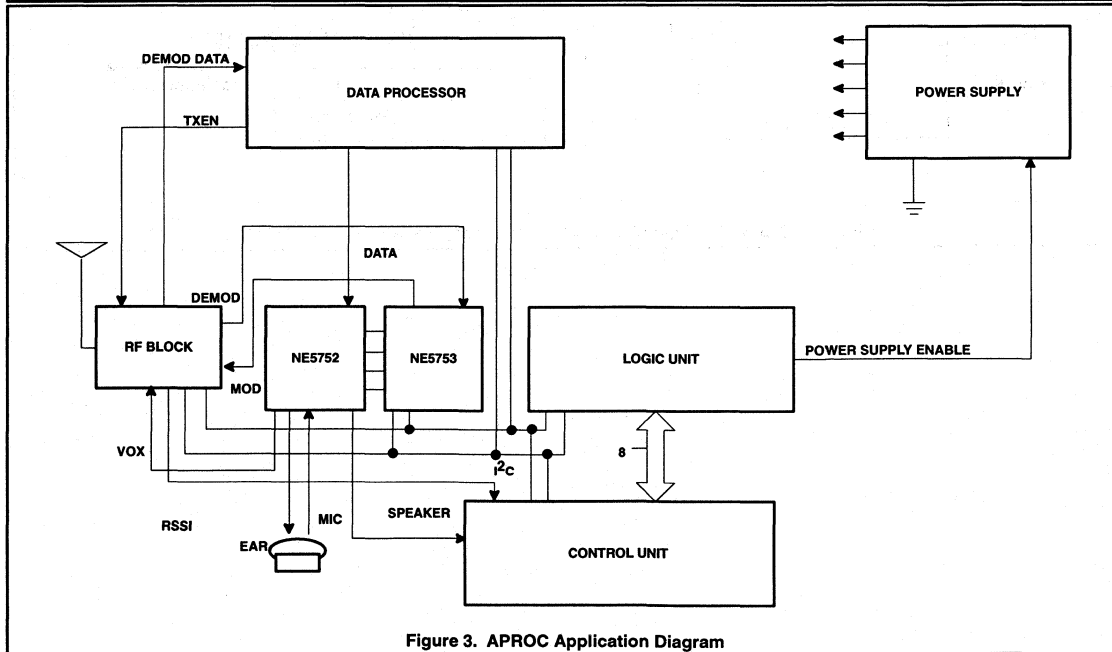 DEMOD DATA
DATA PROCESSOR
POWER SUPPLY
TXEN
DATA
DEMOD
RF BLOCK
NE5752
NE5753
LOGIC UNIT
POWER SUPPLY ENABLE
MOD
VOX
8
I²C
RSSI
MIC
SPEAKER
EAR
CONTROL UNIT
Figure 3. APROC Application Diagram